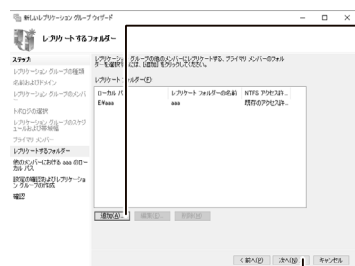 新しいレプリケーション グループ ウィザード
レプリケートするフォルダー
ステップ:
レプリケーション グループの種類
名前およびドメイン
レプリケーション グループのメンバー
トポロジの選択
レプリケーション グループのスケジュールおよび帯域幅
プライマリ メンバー
レプリケートするフォルダー
他のメンバーにおける aaa のローカル パス
設定の確認およびレプリケーション グループの作成
確認
レプリケーション グループの他のメンバーにレプリケートする、プライマリ メンバーのフォル
ダーを選択するには、[追加] をクリックしてください。
レプリケート フォルダー(E)
ローカル パ レプリケート フォルダーの名前 NTFS アクセス許...
E:¥aaa aaa 既存のアクセス許...
追加(A)... 編集(D)... 削除(R)
< 前へ(P) 次へ(N) キャンセル